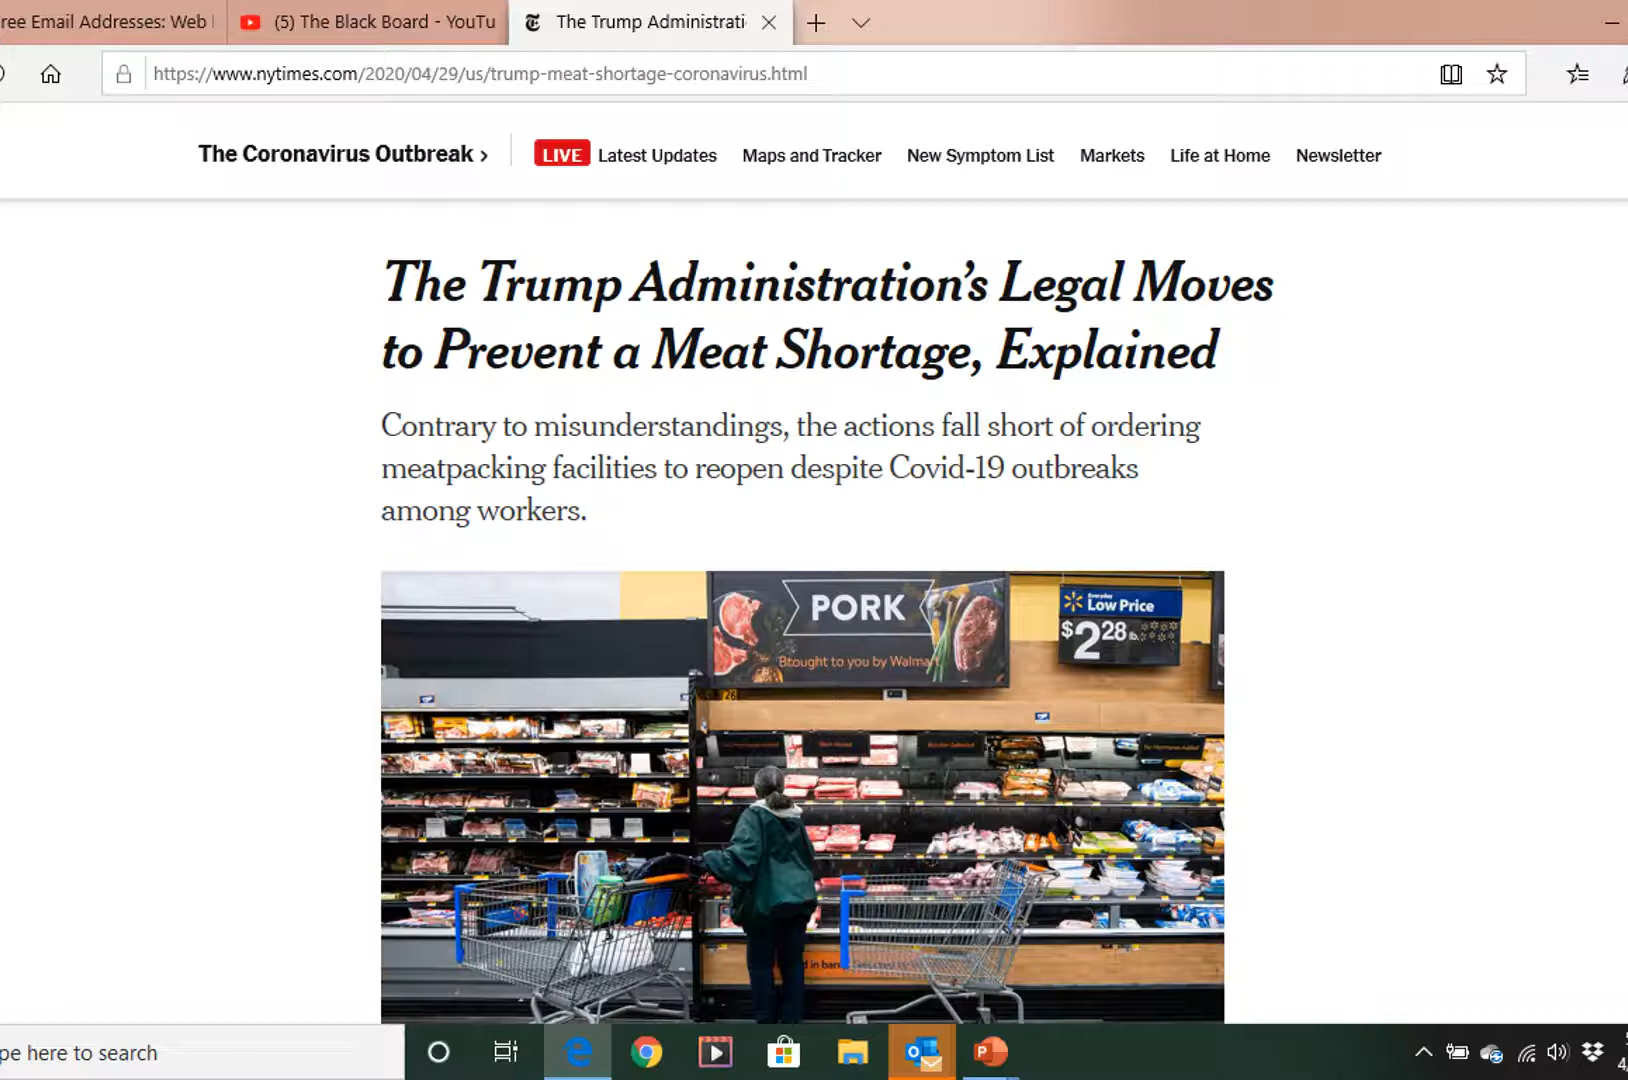 ree Email Addresses: Web
(5) The Black Board - YouTu
The Trump Administrati
https://www.nytimes.com/2020/04/29/us/trump-meat-shortage-coronavirus.html
The Coronavirus Outbreak ›
LIVE Latest Updates
Maps and Tracker
New Symptom List
Markets
Life at Home
Newsletter
The Trump Administration's Legal Moves
to Prevent a Meat Shortage, Explained
Contrary to misunderstandings, the actions fall short of ordering
meatpacking facilities to reopen despite Covid-19 outbreaks
among workers.
PORK
Brought to you by Walmart
Everyday
Low Price
$2 28 lb.
26
pe here to search